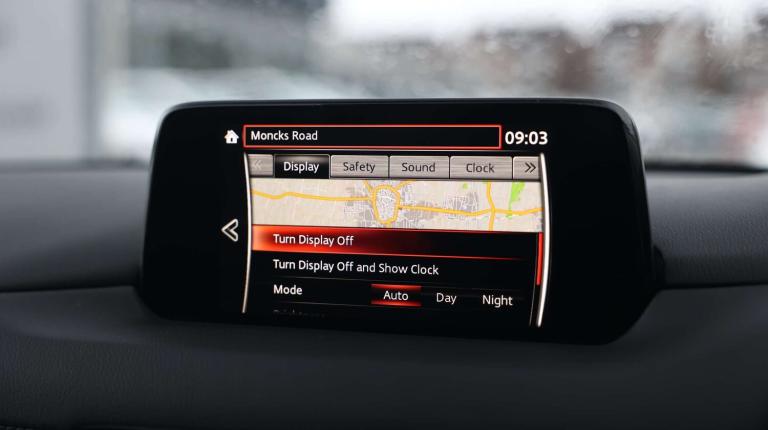 Moncks Road 09:03
Display Safety Sound Clock
Turn Display Off
Turn Display Off and Show Clock
Mode Auto Day Night